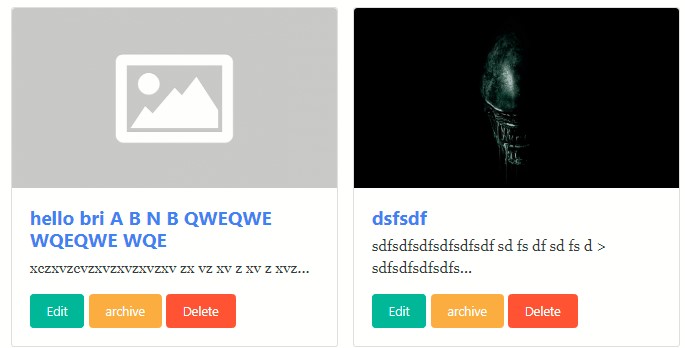 hello bri A B N B QWEQWE
WQEQWE WQE
xczxvzcvzxvzxvzxvzxv zx vz xv z xv z xvz...
Edit archive Delete
dsfsdf
sdfsdfsdfsdfsdfsdf sd fs df sd fs d >
sdfsdfsdfsdfs...
Edit archive Delete